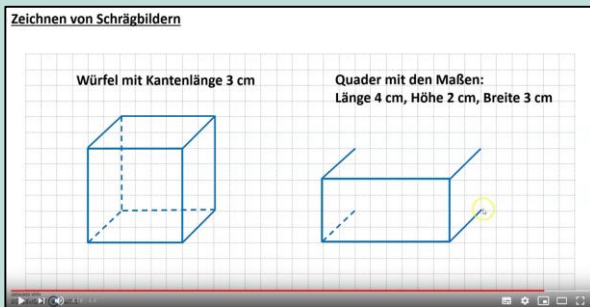 Zeichnen von Schrägbildern
Würfel mit Kantenlänge 3 cm
Quader mit den Maßen:
Länge 4 cm, Höhe 2 cm, Breite 3 cm